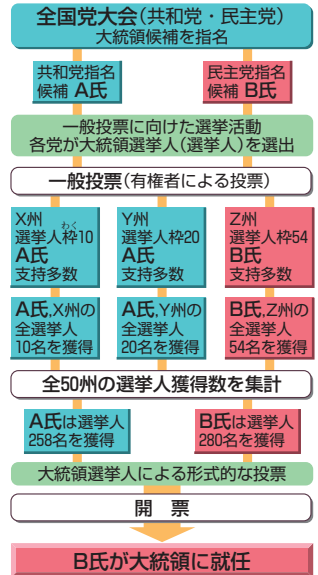 全国党大会(共和党・民主党)
大統領候補を指名
共和党指名
候補 A氏
民主党指名
候補 B氏
一般投票に向けた選挙活動
各党が大統領選挙人(選挙人)を選出
一般投票(有権者による投票)
X州
選挙人枠10
わく
A氏
支持多数
Y州
選挙人枠20
A氏
支持多数
Z州
選挙人枠54
B氏
支持多数
A氏,X州の
全選挙人
10名を獲得
A氏,Y州の
全選挙人
20名を獲得
B氏,Z州の
全選挙人
54名を獲得
全50州の選挙人獲得数を集計
A氏は選挙人
258名を獲得
B氏は選挙人
280名を獲得
大統領選挙人による形式的な投票
開 票
B氏が大統領に就任